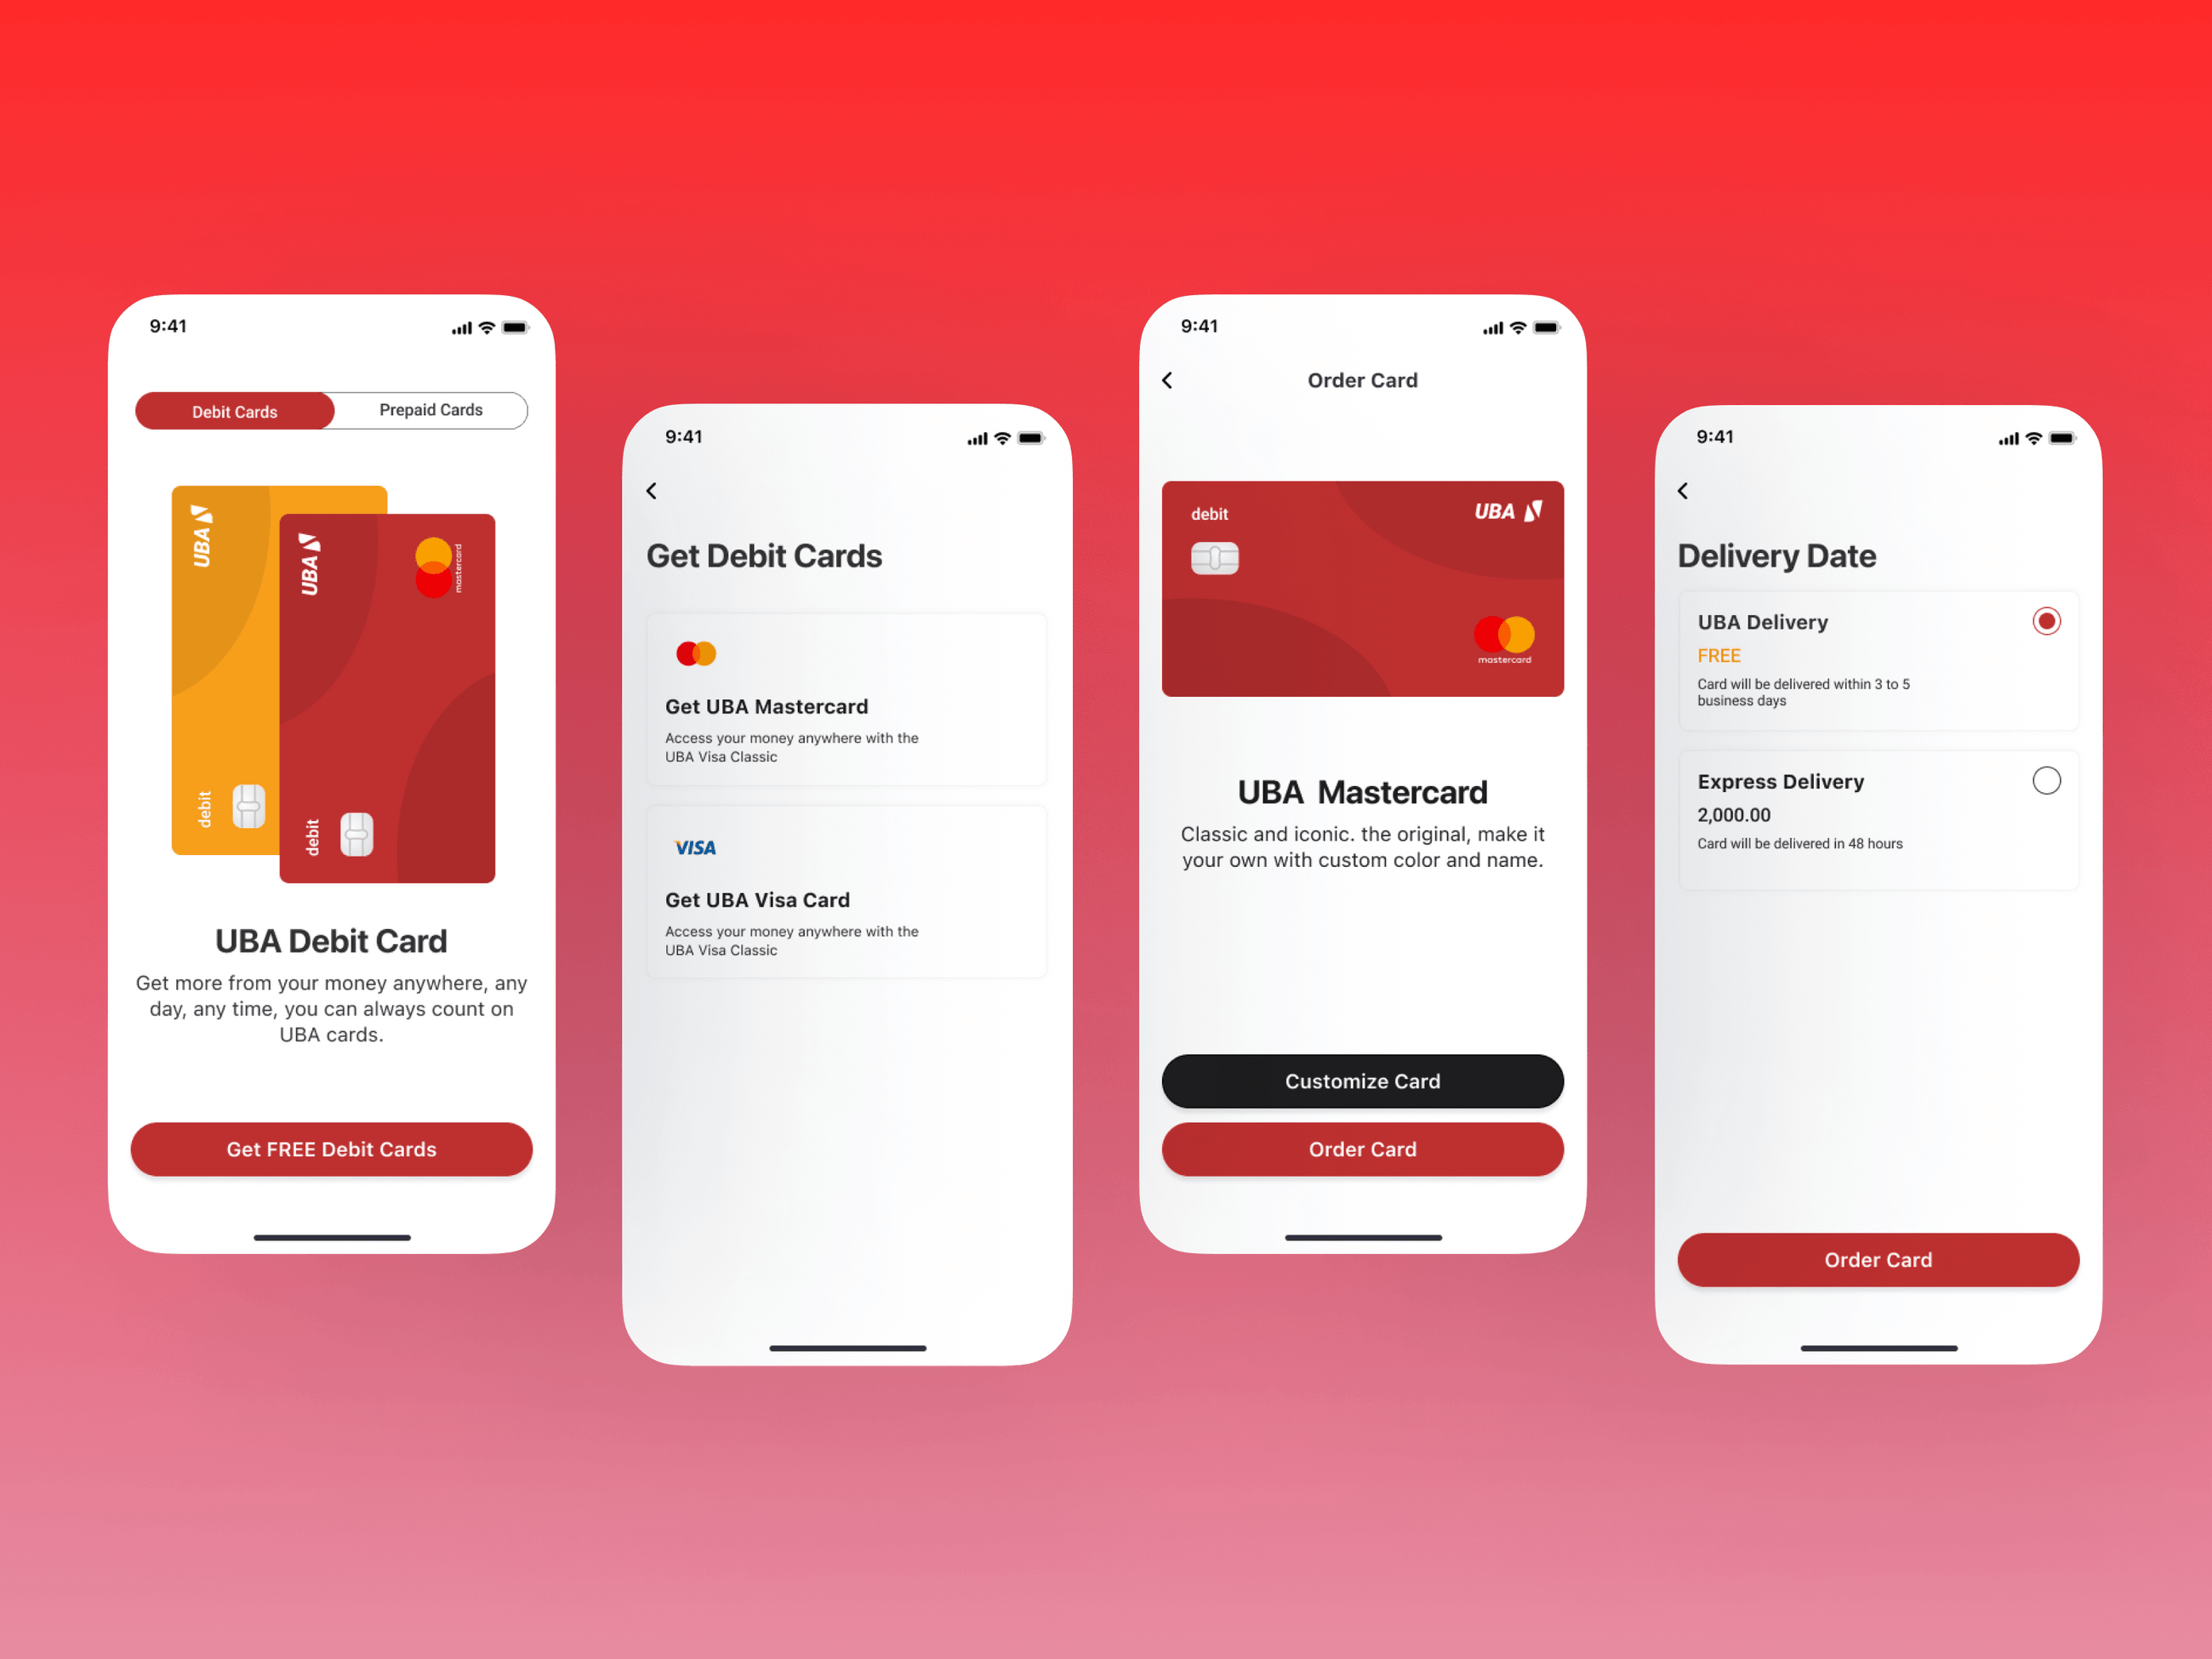 9:41
Debit Cards
Prepaid Cards
UBA
debit
UBA
mastercard
debit
UBA Debit Card
Get more from your money anywhere, any
day, any time, you can always count on
UBA cards.
Get FREE Debit Cards
9:41
Get Debit Cards
Get UBA Mastercard
Access your money anywhere with the
UBA Visa Classic
VISA
Get UBA Visa Card
Access your money anywhere with the
UBA Visa Classic
9:41
Order Card
debit
UBA
mastercard
UBA Mastercard
Classic and iconic. the original, make it
your own with custom color and name.
Customize Card
Order Card
9:41
Delivery Date
UBA Delivery
FREE
Card will be delivered within 3 to 5
business days
Express Delivery
2,000.00
Card will be delivered in 48 hours
Order Card